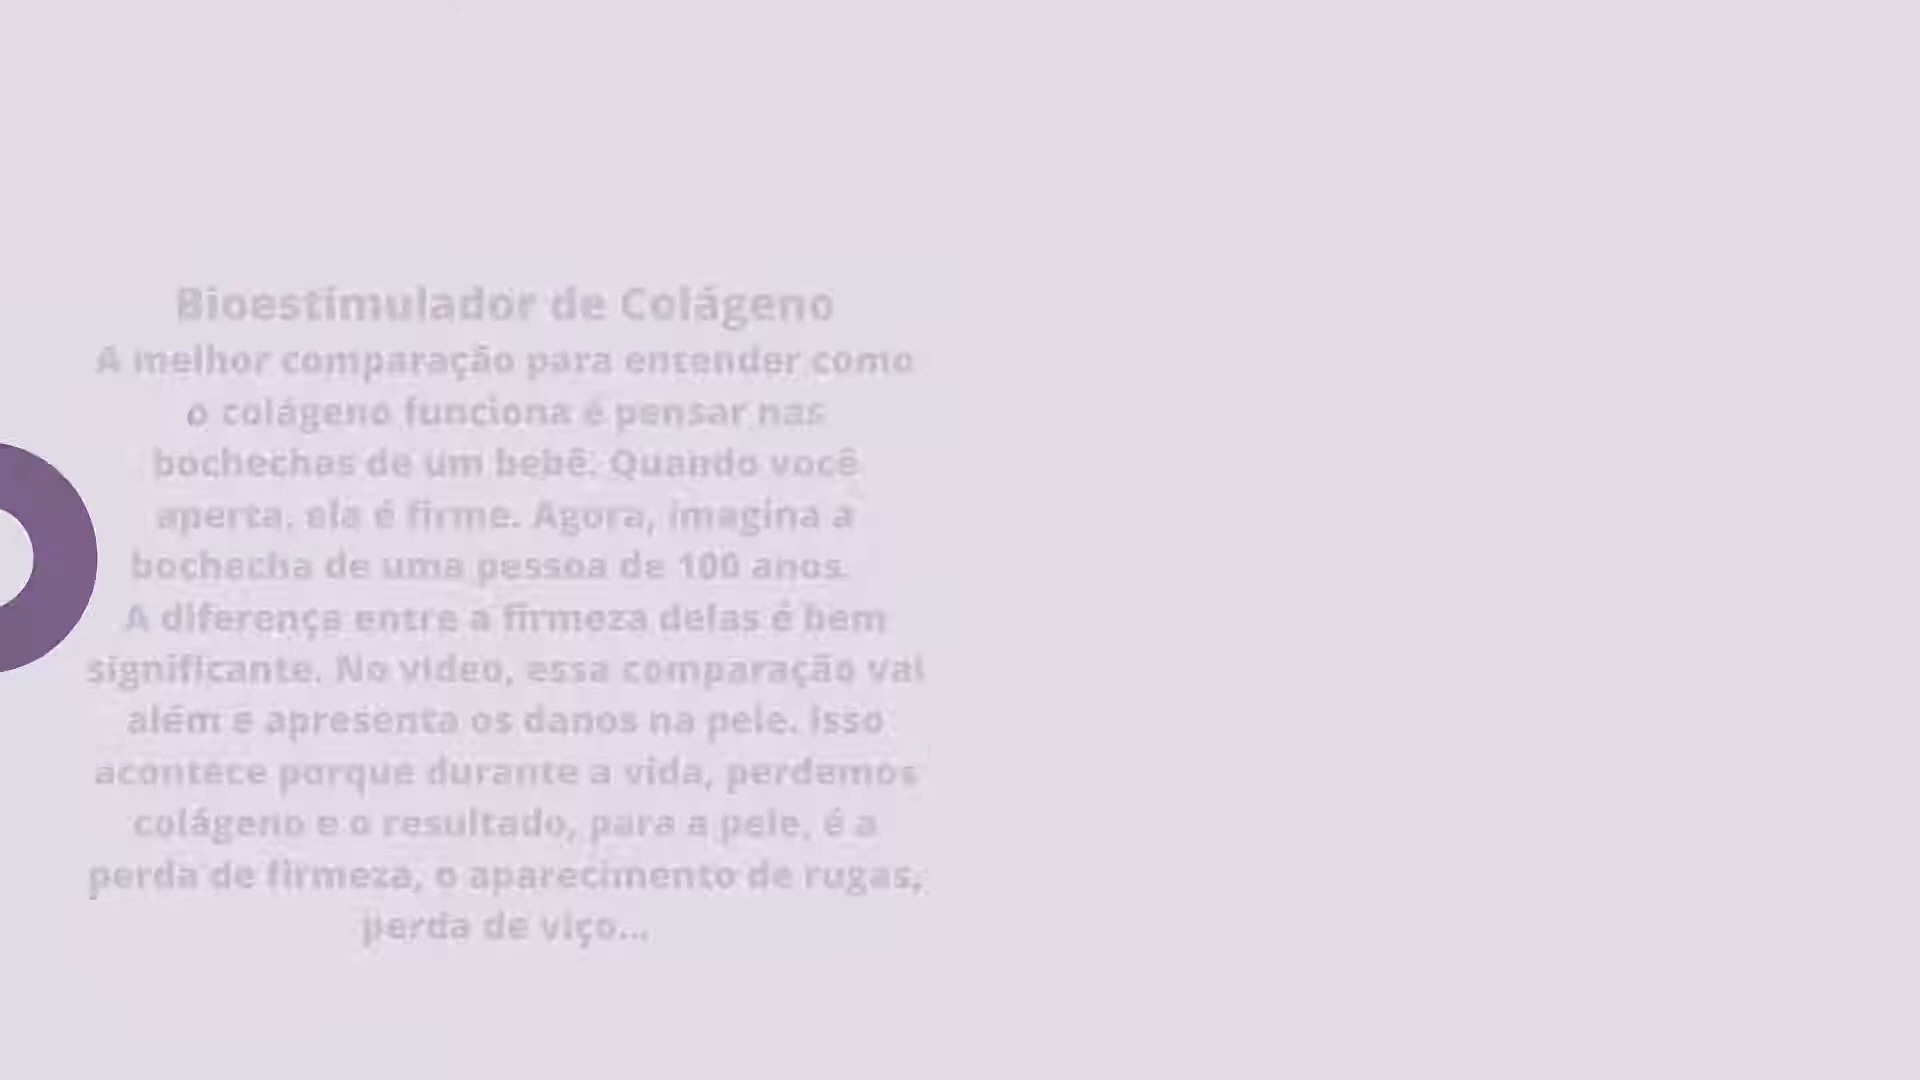 Bioestimulador de Colágeno
A melhor comparação para entender como
o colágeno funciona é pensar nas
bochechas de um bebê. Quando você
aperta, ela é firme. Agora, imagina a
bochecha de uma pessoa de 100 anos.
A diferença entre a firmeza delas é bem
significante. No vídeo, essa comparação vai
além e apresenta os danos na pele. Isso
acontece porque durante a vida, perdemos
colágeno e o resultado, para a pele, é a
perda de firmeza, o aparecimento de rugas,
perda de viço...